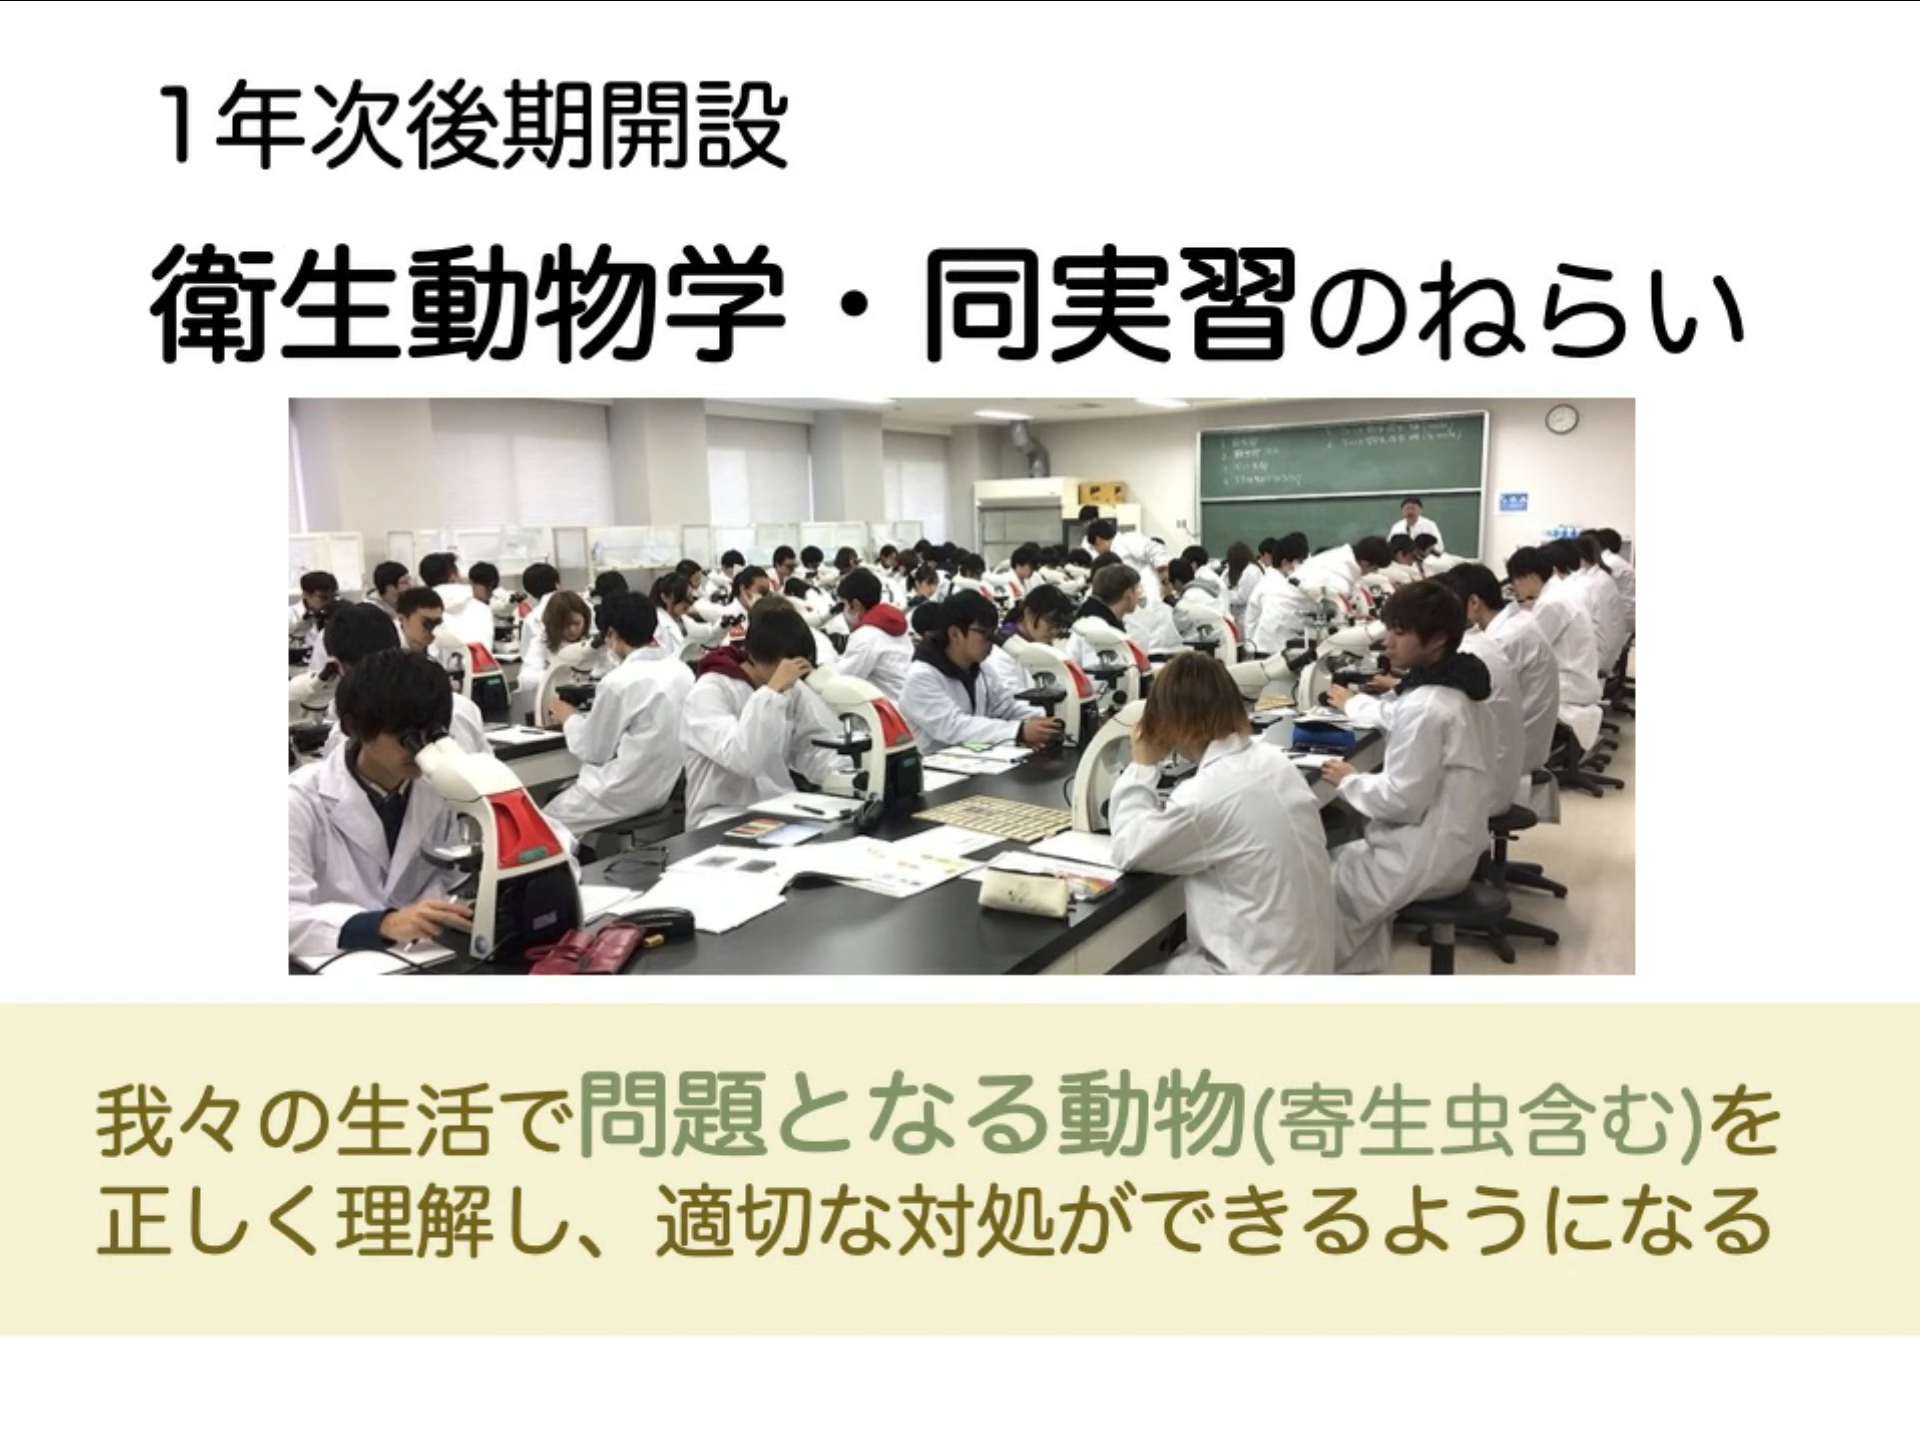 1年次後期開設
衛生動物学・同実習のねらい
我々の生活で問題となる動物(寄生虫含む)を
正しく理解し、適切な対処ができるようになる